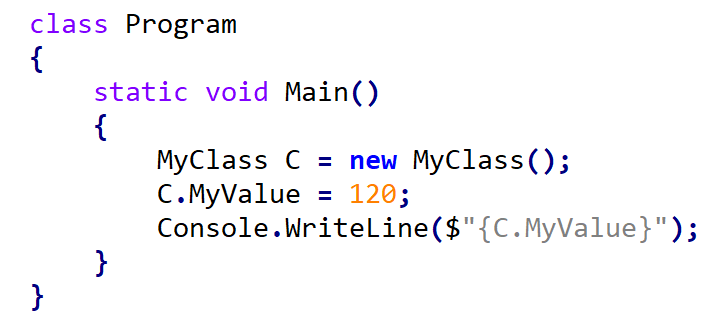 class Program
{
    static void Main()
    {
        MyClass C = new MyClass();
        C.MyValue = 120;
        Console.WriteLine($"{C.MyValue}");
    }
}